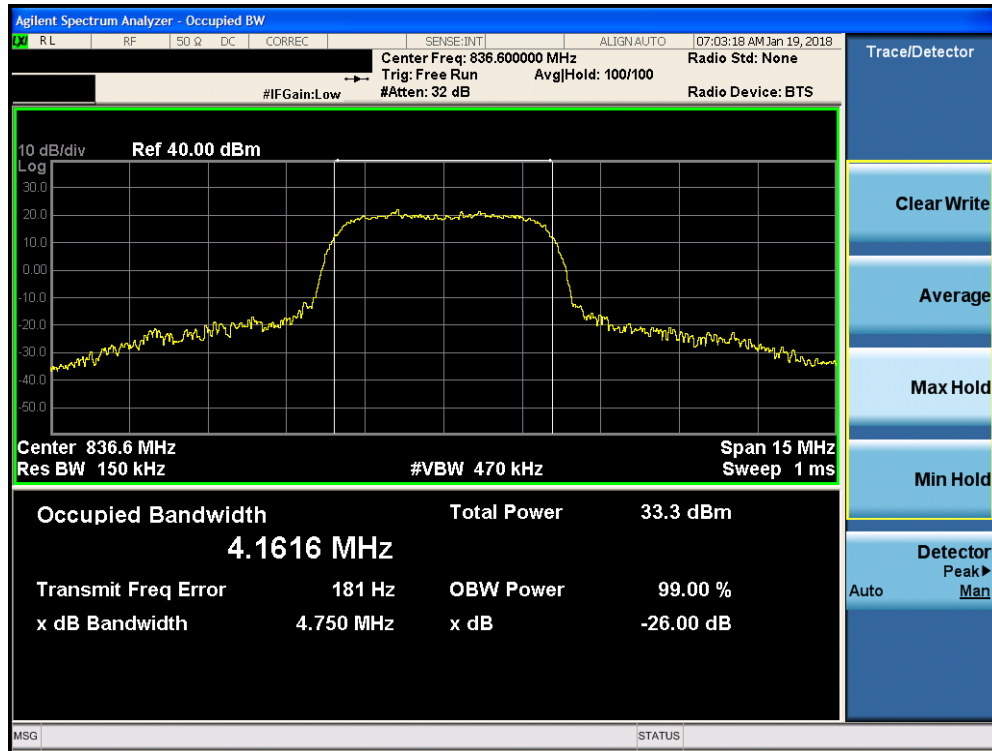 Agilent Spectrum Analyzer - Occupied BW
LXI RL RF 50 Ω DC CORREC SENSE:INT ALIGN AUTO 07:03:18 AM Jan 19, 2018
Center Freq: 836.600000 MHz Radio Std: None
Trig: Free Run Avg|Hold: 100/100
#IFGain:Low #Atten: 32 dB Radio Device: BTS
Trace/Detector
10 dB/div Ref 40.00 dBm
Log
30.0
20.0
10.0
0.00
-10.0
-20.0
-30.0
-40.0
-50.0
Center 836.6 MHz Span 15 MHz
Res BW 150 kHz #VBW 470 kHz Sweep 1 ms
Occupied Bandwidth Total Power 33.3 dBm
4.1616 MHz
Transmit Freq Error 181 Hz OBW Power 99.00 %
x dB Bandwidth 4.750 MHz x dB -26.00 dB
Clear Write
Average
Max Hold
Min Hold
Detector
Peak▶
Auto Man
MSG STATUS